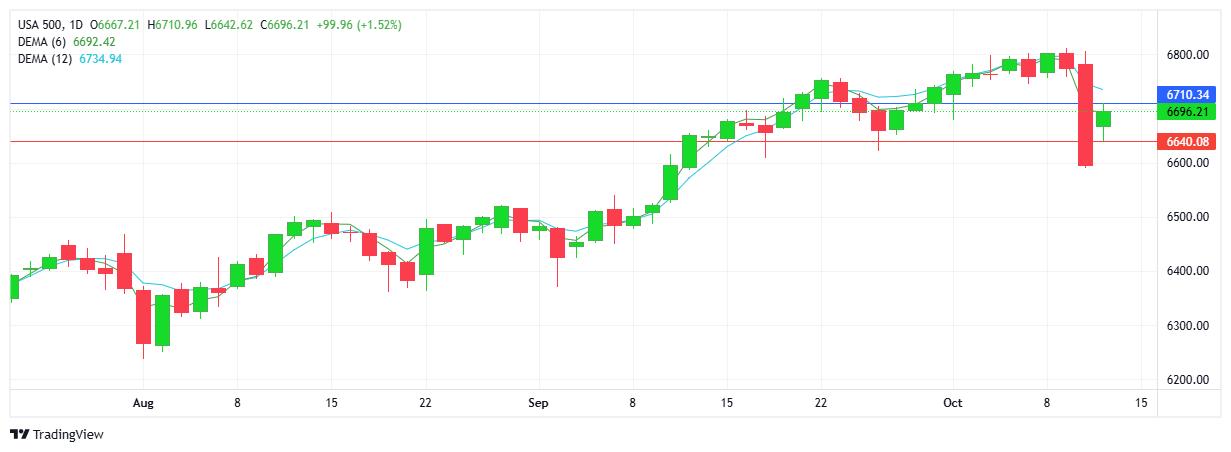 USA 500, 1D O6667.21 H6710.96 L6642.62 C6696.21 +99.96 (+1.52%)
DEMA (6) 6692.42
DEMA (12) 6734.94
6800.00
6710.34
6696.21
6640.08
6600.00
6500.00
6400.00
6300.00
6200.00
Aug 8 15 22 Sep 8 15 22 Oct 8 15
TradingView